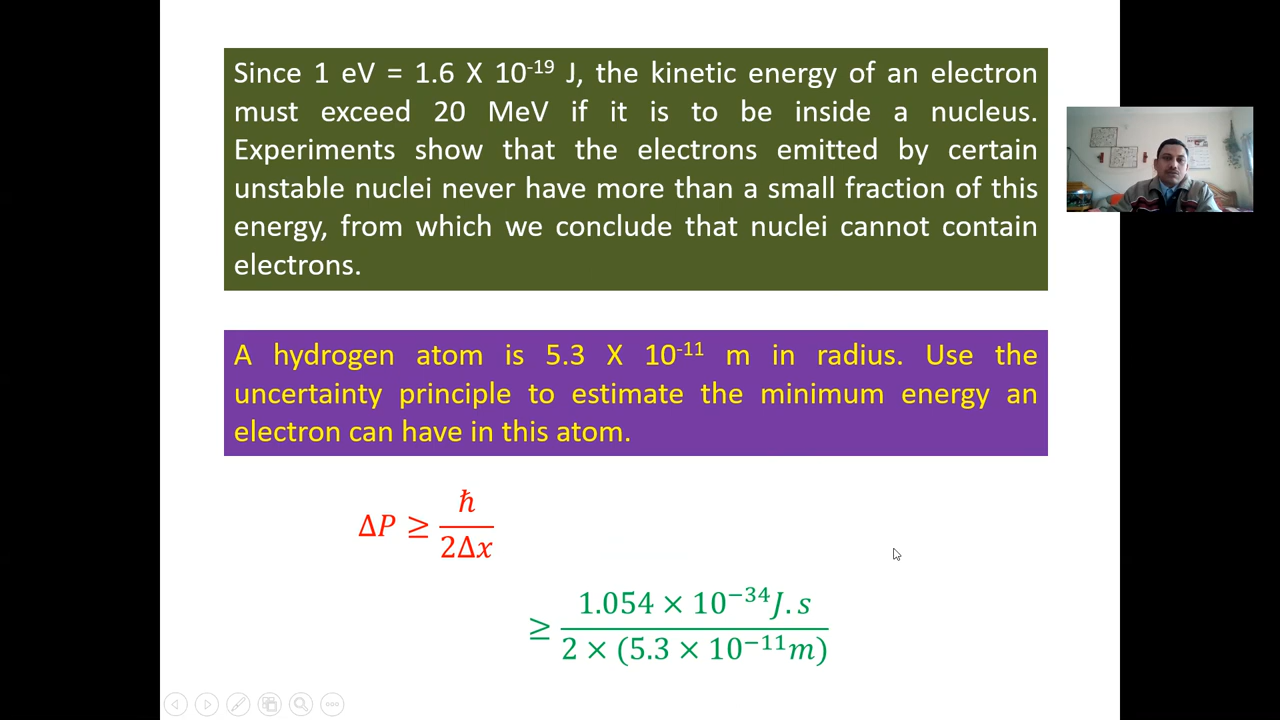 Since 1 eV = 1.6 X 10⁻¹⁹ J, the kinetic energy of an electron
must exceed 20 MeV if it is to be inside a nucleus.
Experiments show that the electrons emitted by certain
unstable nuclei never have more than a small fraction of this
energy, from which we conclude that nuclei cannot contain
electrons.
A hydrogen atom is 5.3 X 10⁻¹¹ m in radius. Use the
uncertainty principle to estimate the minimum energy an
electron can have in this atom.
ΔP ≥ ℏ / 2Δx
≥ 1.054 × 10⁻³⁴ J. s / 2 × (5.3 × 10⁻¹¹ m)